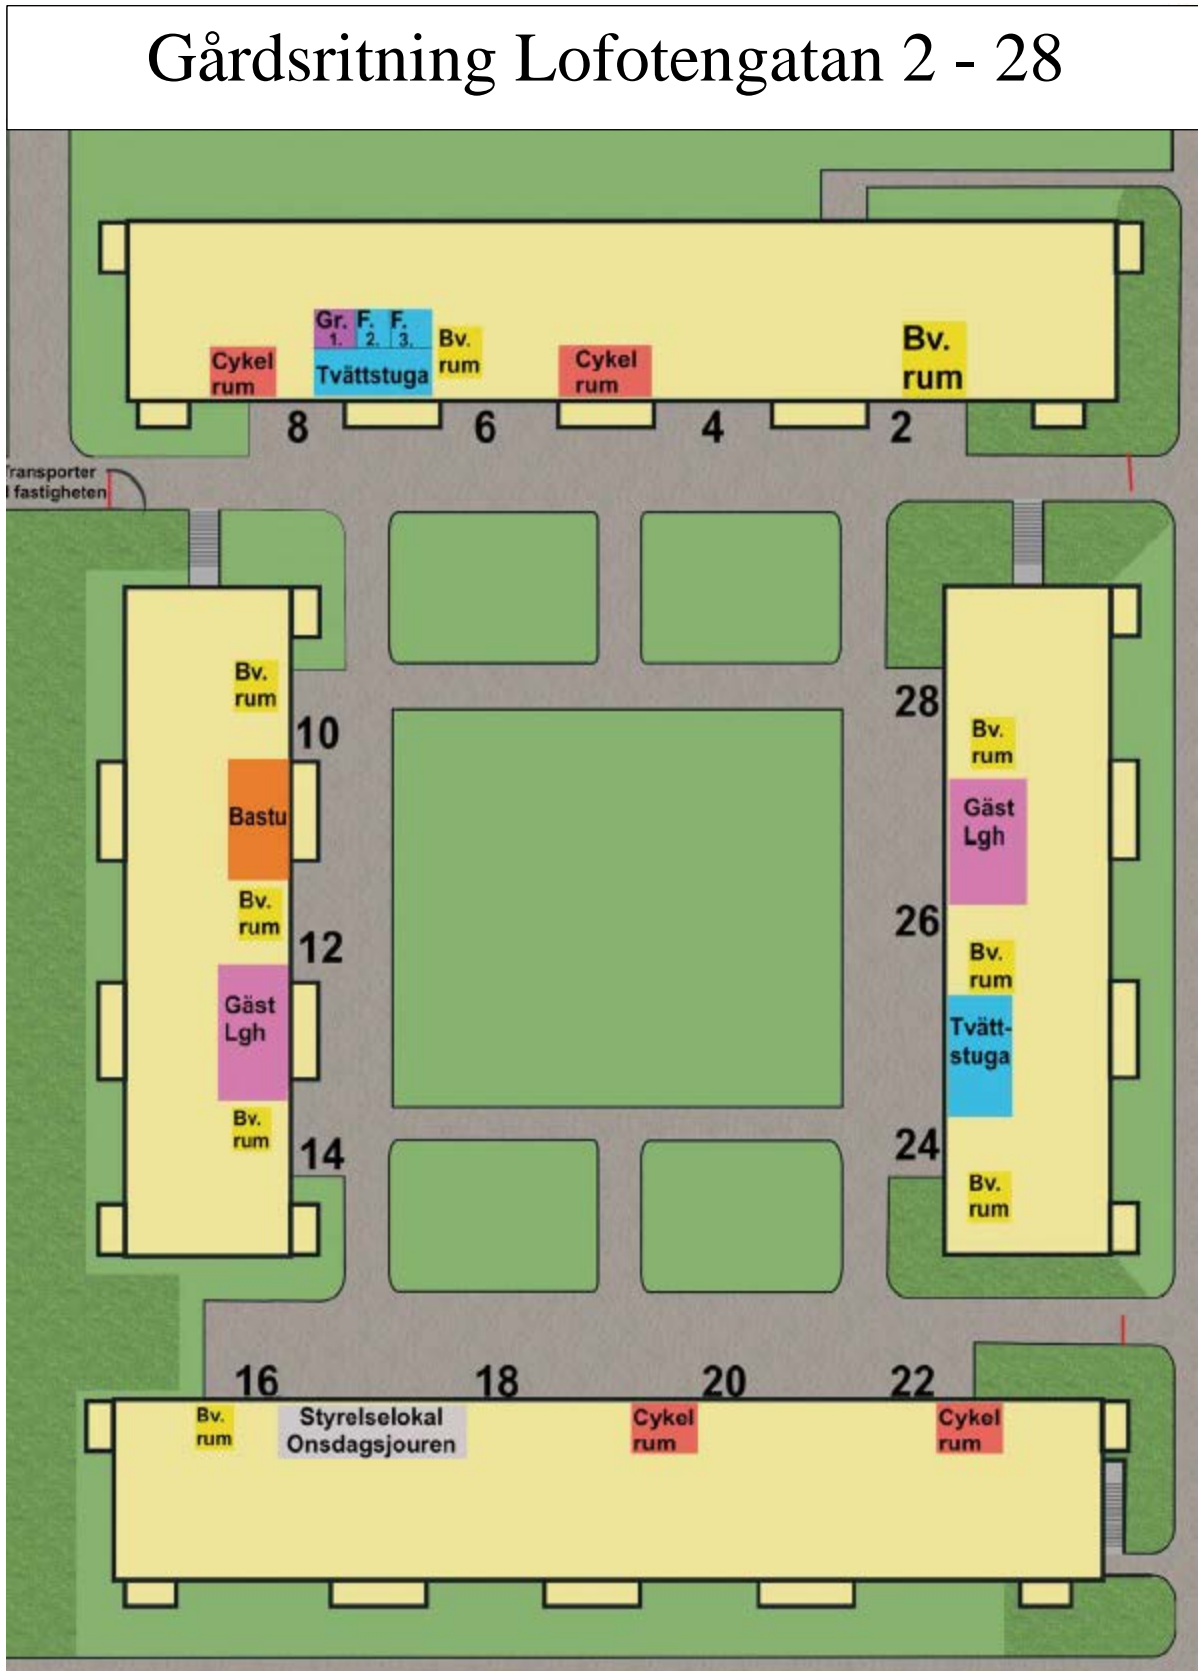 Gårdsritning Lofotengatan 2 - 28
Gr. F. F.
1. 2. 3.
Tvättstuga
Cykel
rum
Bv.
rum
Cykel
rum
Bv.
rum
8 6 4 2
Transporter
fastigheten
Bv.
rum
10
Bastu
Bv.
rum
12
Gäst
Lgh
Bv.
rum
14
28
Bv.
rum
Gäst
Lgh
26
Bv.
rum
Tvätt-
stuga
24
Bv.
rum
16 18 20 22
Bv.
rum
Styrelselokal
Onsdagsjouren
Cykel
rum
Cykel
rum